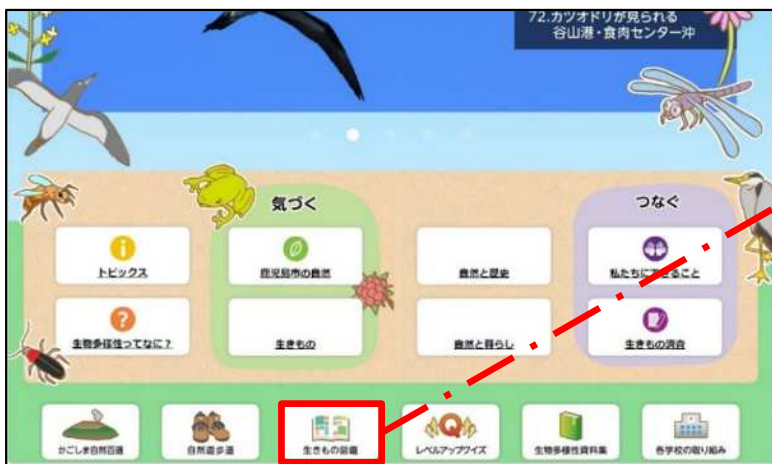 72.カツオドリが見られる
谷山港・食肉センター沖
気づく
つなぐ
トピックス
鹿児島市の自然
自然と歴史
私たちにできること
生物多様性ってなに?
生きもの
自然と暮らし
生きもの調査
かごしま自然百選
自然遊歩道
生きもの図鑑
レベルアップクイズ
生物多様性資料集
各学校の取り組み